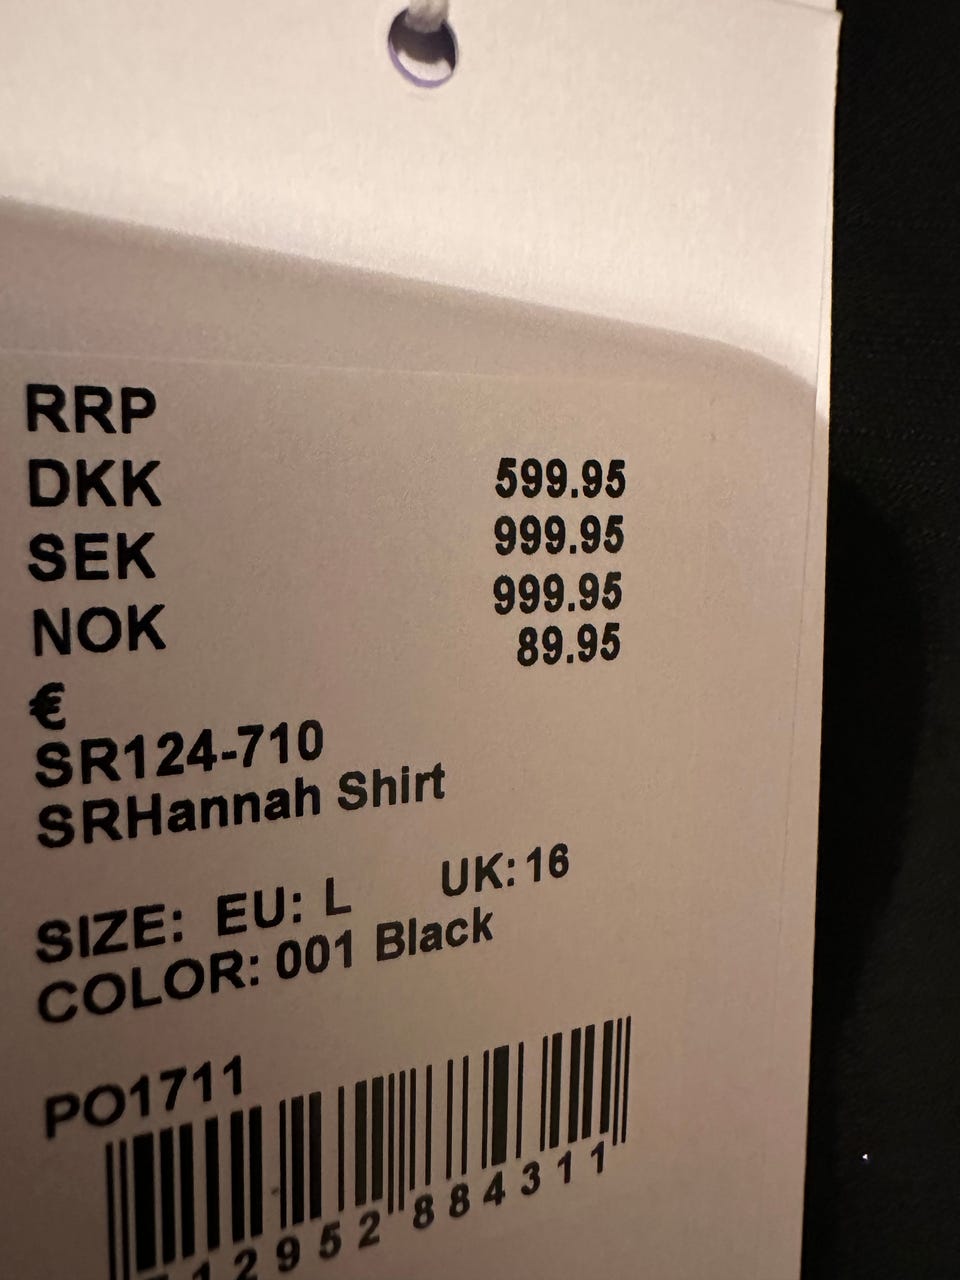 RRP
DKK 599.95
SEK 999.95
NOK 999.95
€ 89.95
SR124-710
SRHannah Shirt
SIZE: EU: L UK: 16
COLOR: 001 Black
PO1711
12952 884311